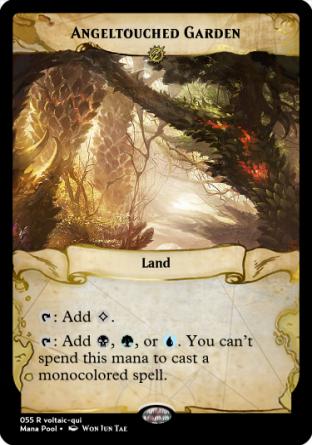 Angeltouched Garden
Land
: Add .
: Add , , or . You can't
spend this mana to cast a
monocolored spell.
055 R voltaic-qui
Mana Pool • Won Jun Tae